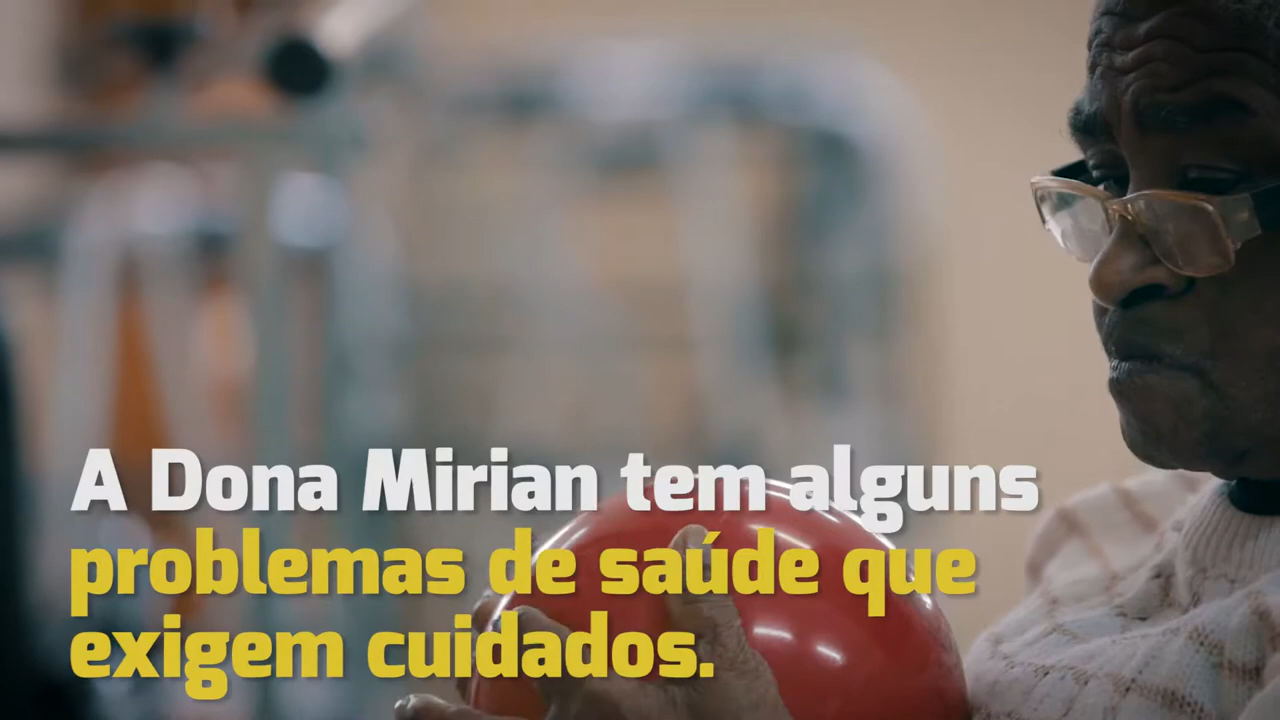 A Dona Mirian tem alguns
problemas de saúde que
exigem cuidados.